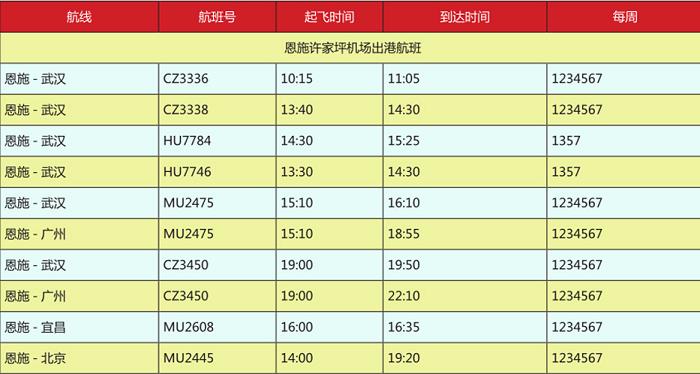 航线 航班号 起飞时间 到达时间 每周
恩施许家坪机场出港航班
恩施 - 武汉 CZ3336 10:15 11:05 1234567
恩施 - 武汉 CZ3338 13:40 14:30 1234567
恩施 - 武汉 HU7784 14:30 15:25 1357
恩施 - 武汉 HU7746 13:30 14:30 1357
恩施 - 武汉 MU2475 15:10 16:10 1234567
恩施 - 广州 MU2475 15:10 18:55 1234567
恩施 - 武汉 CZ3450 19:00 19:50 1234567
恩施 - 广州 CZ3450 19:00 22:10 1234567
恩施 - 宜昌 MU2608 16:00 16:35 1234567
恩施 - 北京 MU2445 14:00 19:20 1234567